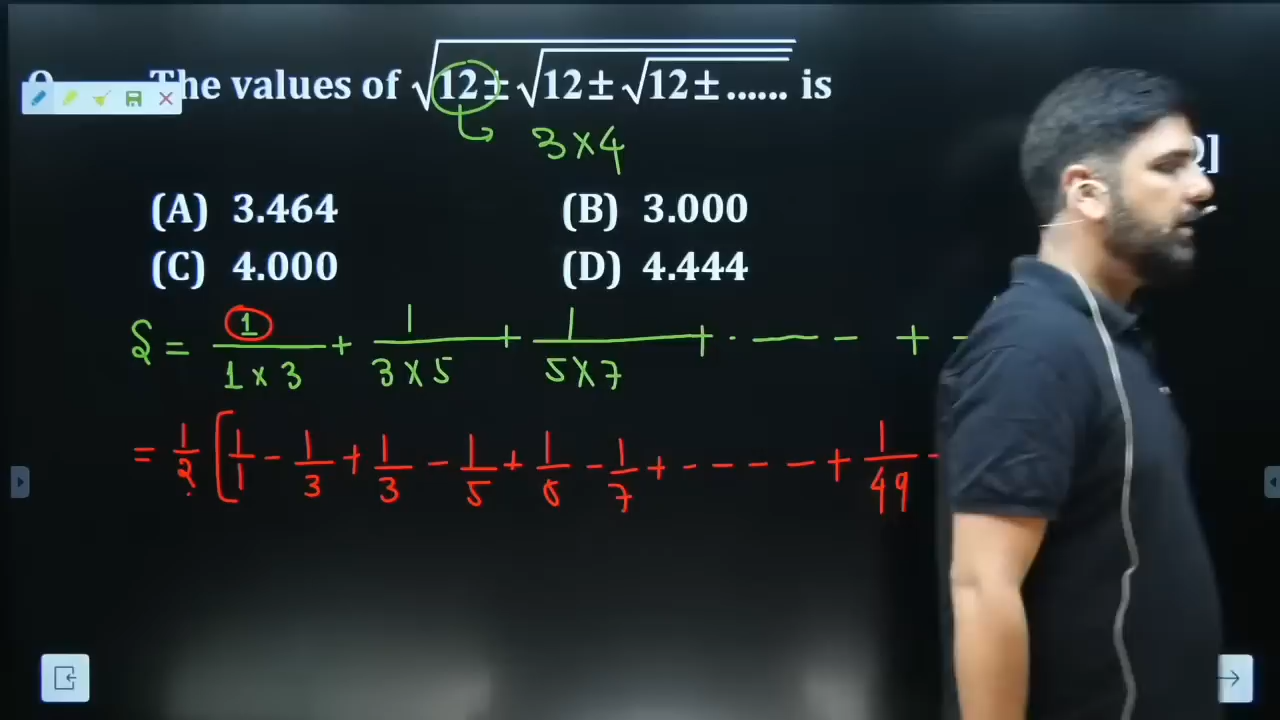 The values of √12± √12± √12± ...... is
3×4
(A) 3.464 (B) 3.000
(C) 4.000 (D) 4.444
S = 1/(1×3) + 1/(3×5) + 1/(5×7) + . – – – +
= 1/2 [1/1 - 1/3 + 1/3 - 1/5 + 1/5 - 1/7 + - - - - + 1/49 -